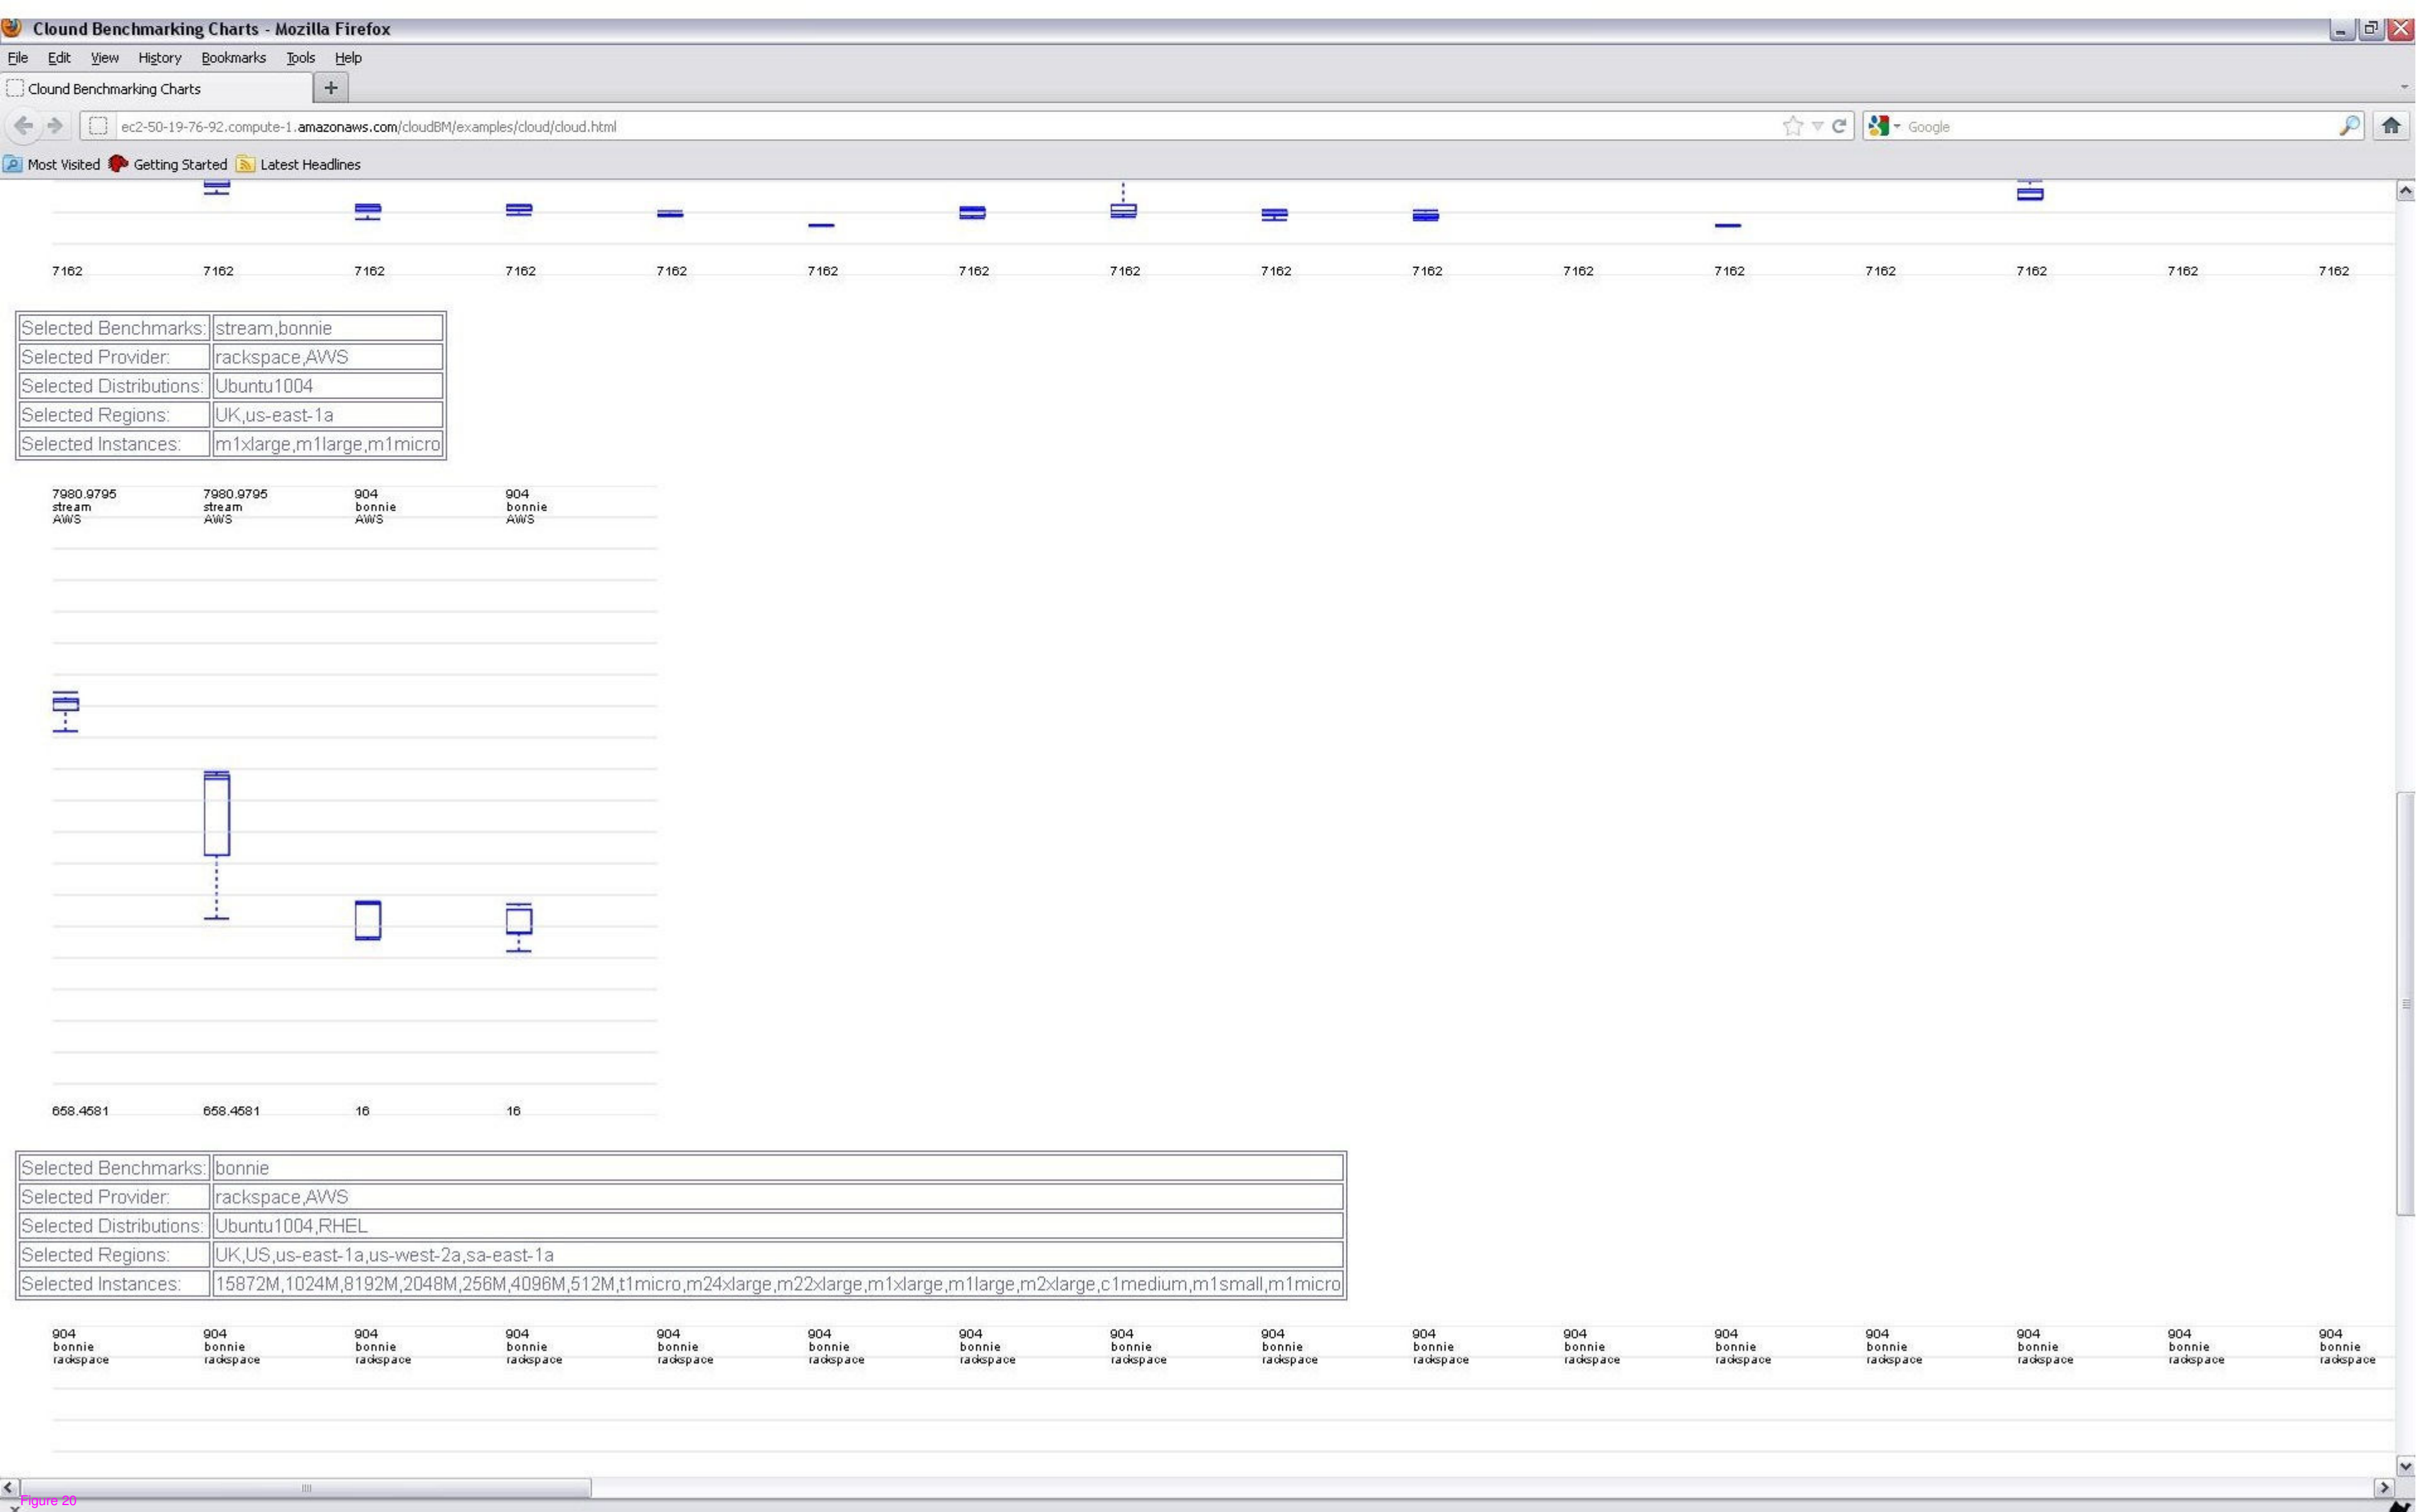 Clound Benchmarking Charts - Mozilla Firefox
File Edit View History Bookmarks Tools Help
Clound Benchmarking Charts
ec2-50-19-76-92.compute-1.amazonaws.com/cloudBM/examples/cloud/cloud.html Google
Most Visited Getting Started Latest Headlines
7162 7162 7162 7162 7162 7162 7162 7162 7162 7162 7162 7162 7162 7162 7162 7162
Selected Benchmarks: stream,bonnie
Selected Provider: rackspace,AWS
Selected Distributions: Ubuntu1004
Selected Regions: UK,us-east-1a
Selected Instances: m1xlarge,m1large,m1micro
7980.9795 7980.9795 904 904
stream stream bonnie bonnie
AWS AWS AWS AWS
658.4581 658.4581 16 16
Selected Benchmarks: bonnie
Selected Provider: rackspace,AWS
Selected Distributions: Ubuntu1004,RHEL
Selected Regions: UK,US,us-east-1a,us-west-2a,sa-east-1a
Selected Instances: 15872M,1024M,8192M,2048M,256M,4096M,512M,t1micro,m24xlarge,m22xlarge,m1xlarge,m1large,m2xlarge,c1medium,m1small,m1micro
904 904 904 904 904 904 904 904 904 904 904 904 904 904 904 904
bonnie bonnie bonnie bonnie bonnie bonnie bonnie bonnie bonnie bonnie bonnie bonnie bonnie bonnie bonnie bonnie
rackspace rackspace rackspace rackspace rackspace rackspace rackspace rackspace rackspace rackspace rackspace rackspace rackspace rackspace rackspace rackspace
Figure 20